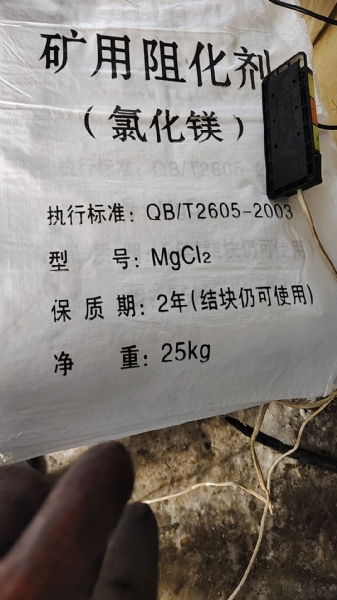 矿用阻化剂
（氯化镁）
执行标准：QB/T2605-2003
型号：MgCl₂
保质期：2年(结块仍可使用)
净重：25kg